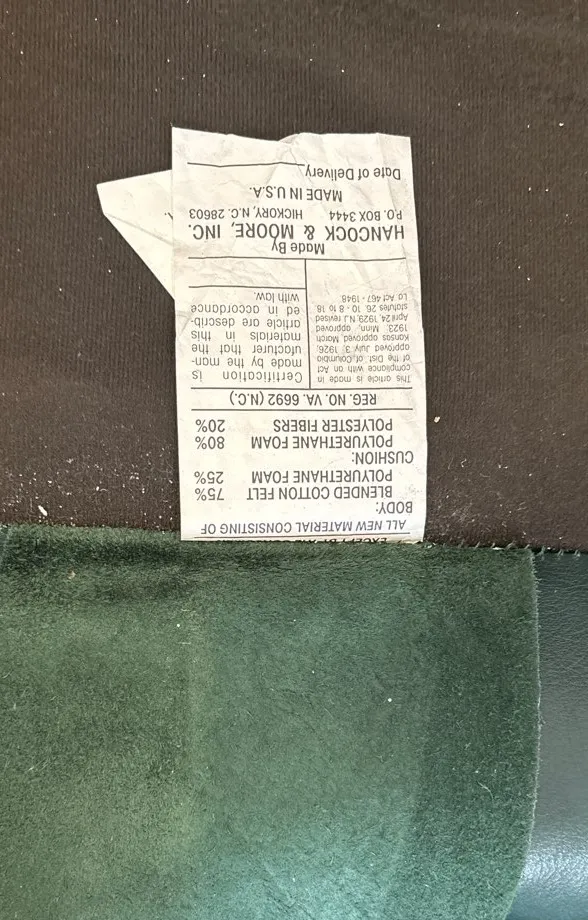 ALL NEW MATERIAL CONSISTING OF
BODY:
BLENDED COTTON FELT 75%
POLYURETHANE FOAM 25%
CUSHION:
POLYURETHANE FOAM 80%
POLYESTER FIBERS 20%
REG. NO. VA. 6692 (N.C.)
This article is made in
compliance with an Act
of the Dist. of Columbia
approved July 3, 1926,
Kansas approved March
1923; Minn. approved
April 24, 1929 N.J. revised
statutes 26. 10 - 8 to 18
La Act 467 - 1948
Certification is
made by the man-
ufacturer that the
materials in this
article are describ-
ed in accordance
with law.
Made By
HANCOCK & MOORE, INC.
P.O. BOX 3444 HICKORY, N.C. 28603
MADE IN U.S.A.
Date of Delivery